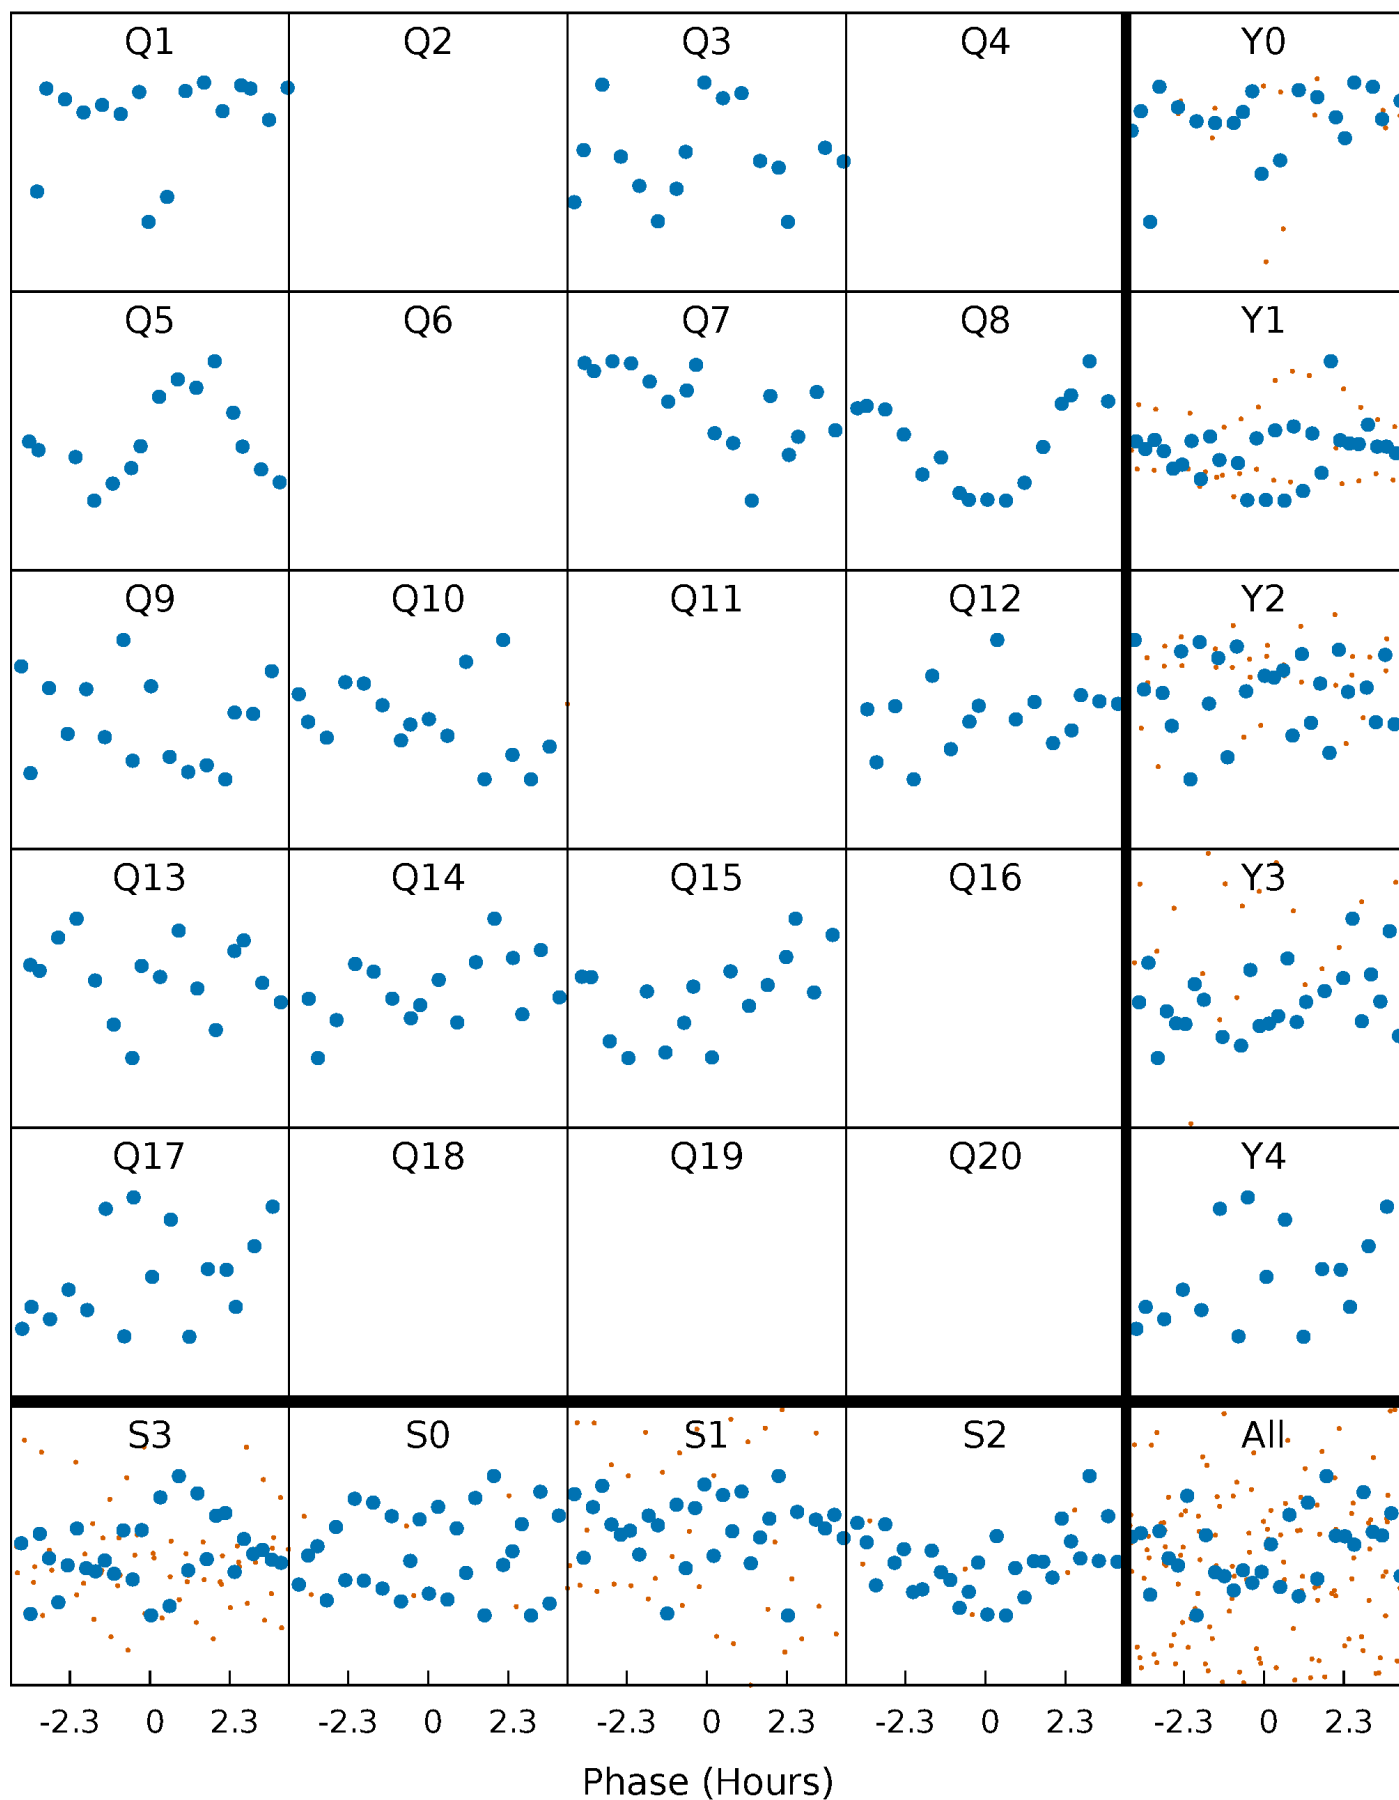 Q1 Q2 Q3 Q4 Y0
Q5 Q6 Q7 Q8 Y1
Q9 Q10 Q11 Q12 Y2
Q13 Q14 Q15 Q16 Y3
Q17 Q18 Q19 Q20 Y4
S3 S0 S1 S2 All
-2.3 0 2.3 -2.3 0 2.3 -2.3 0 2.3 -2.3 0 2.3 -2.3 0 2.3
Phase (Hours)